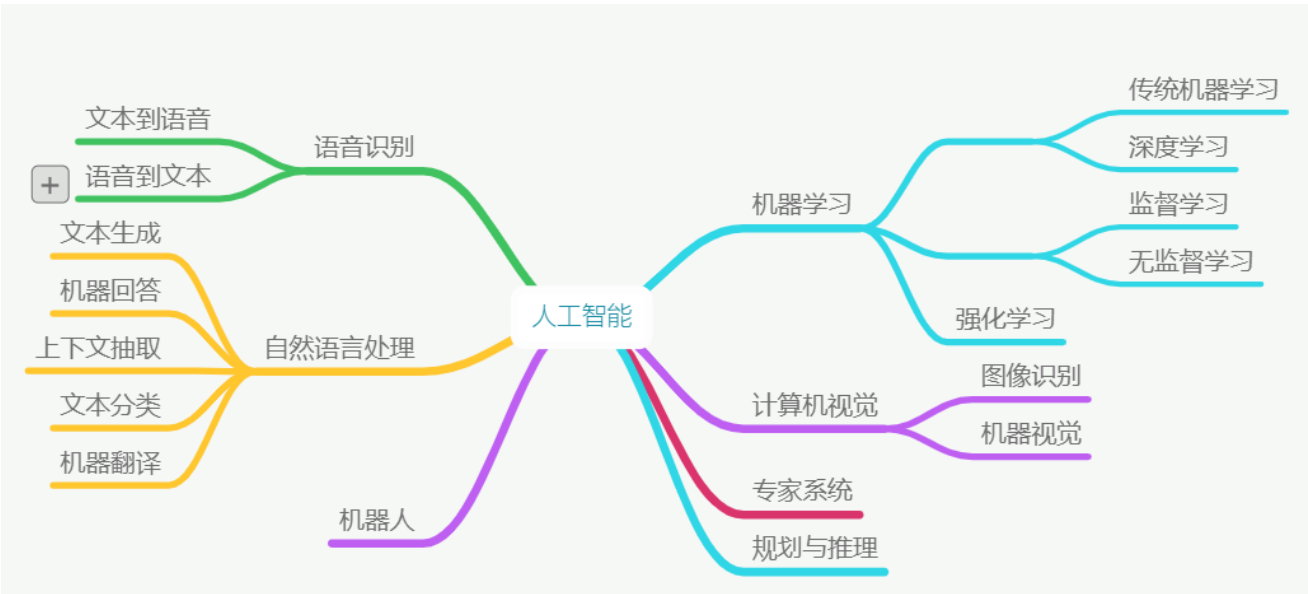 人工智能
语音识别
文本到语音
语音到文本
自然语言处理
文本生成
机器回答
上下文抽取
文本分类
机器翻译
机器人
机器学习
传统机器学习
深度学习
监督学习
无监督学习
强化学习
计算机视觉
图像识别
机器视觉
专家系统
规划与推理